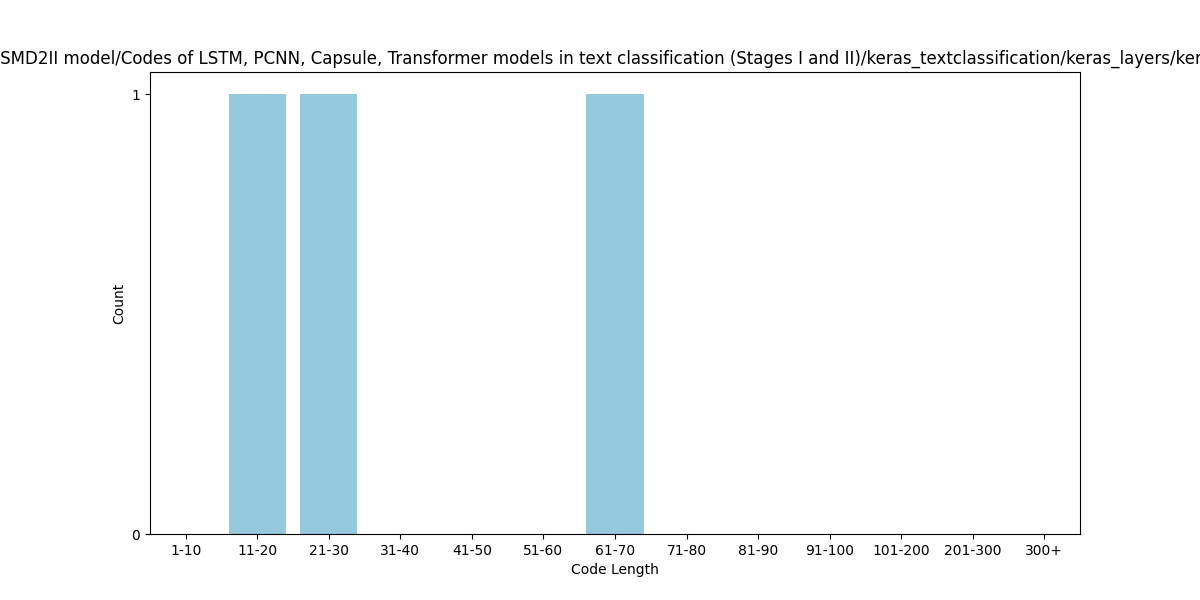 SMD2II model/Codes of LSTM, PCNN, Capsule, Transformer models in text classification (Stages I and II)/keras_textclassification/keras_layers/ker
1
0
Count
1-10 11-20 21-30 31-40 41-50 51-60 61-70 71-80 81-90 91-100 101-200 201-300 300+
Code Length